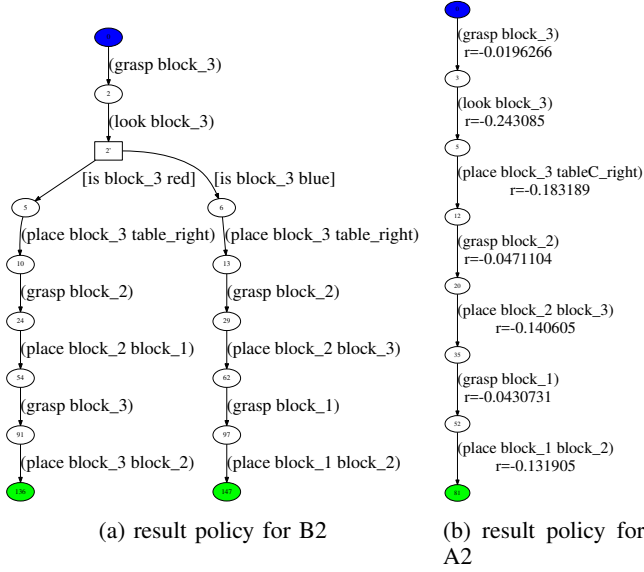 (grasp block_3)
2
(look block_3)
2'
[is block_3 red]
[is block_3 blue]
5
6
(place block_3 table_right)
(place block_3 table_right)
10
13
(grasp block_2)
(grasp block_2)
24
29
(place block_2 block_1)
(place block_2 block_3)
54
62
(grasp block_3)
(grasp block_1)
91
97
(place block_3 block_2)
(place block_1 block_2)
136
147
(a) result policy for B2
(grasp block_3)
r=-0.0196266
3
(look block_3)
r=-0.243085
5
(place block_3 tableC_right)
r=-0.183189
12
(grasp block_2)
r=-0.0471104
20
(place block_2 block_3)
r=-0.140605
35
(grasp block_1)
r=-0.0430731
52
(place block_1 block_2)
r=-0.131905
81
(b) result policy for
A2